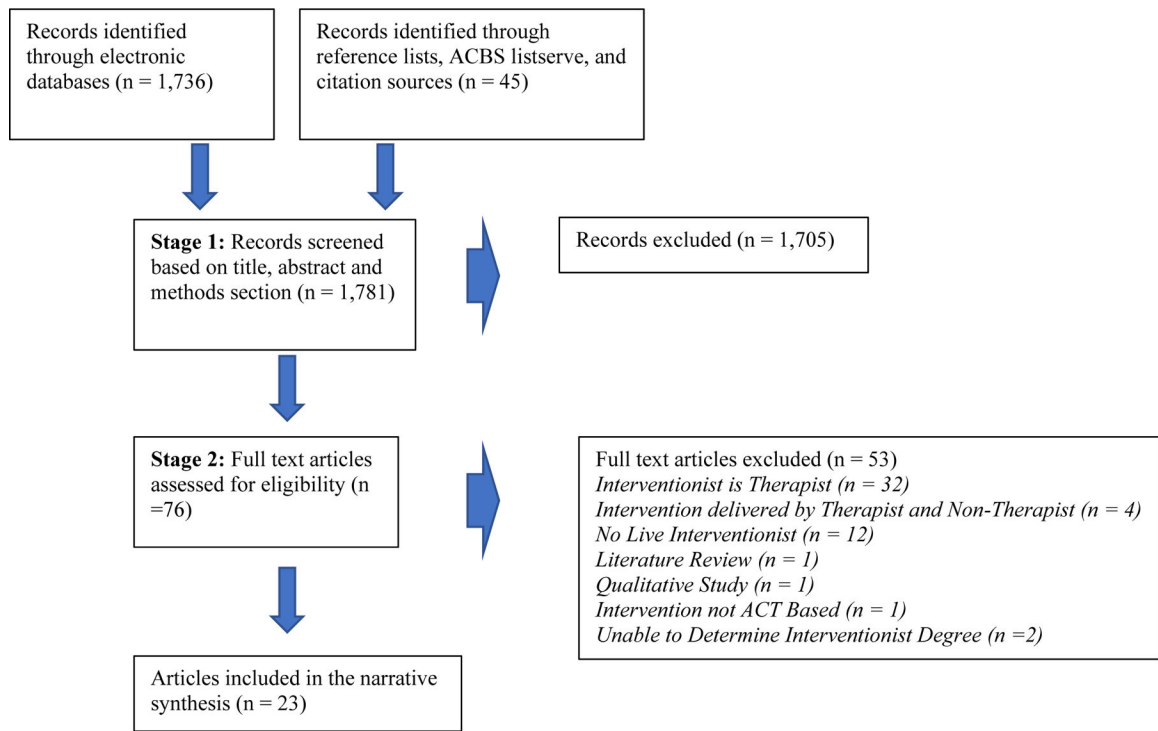 Records identified
through electronic
databases (n = 1,736)
Records identified through
reference lists, ACBS listserve, and
citation sources (n = 45)
Stage 1: Records screened
based on title, abstract and
methods section (n = 1,781)
Records excluded (n = 1,705)
Stage 2: Full text articles
assessed for eligibility (n
=76)
Full text articles excluded (n = 53)
Interventionist is Therapist (n = 32)
Intervention delivered by Therapist and Non-Therapist (n = 4)
No Live Interventionist (n = 12)
Literature Review (n = 1)
Qualitative Study (n = 1)
Intervention not ACT Based (n = 1)
Unable to Determine Interventionist Degree (n =2)
Articles included in the narrative
synthesis (n = 23)